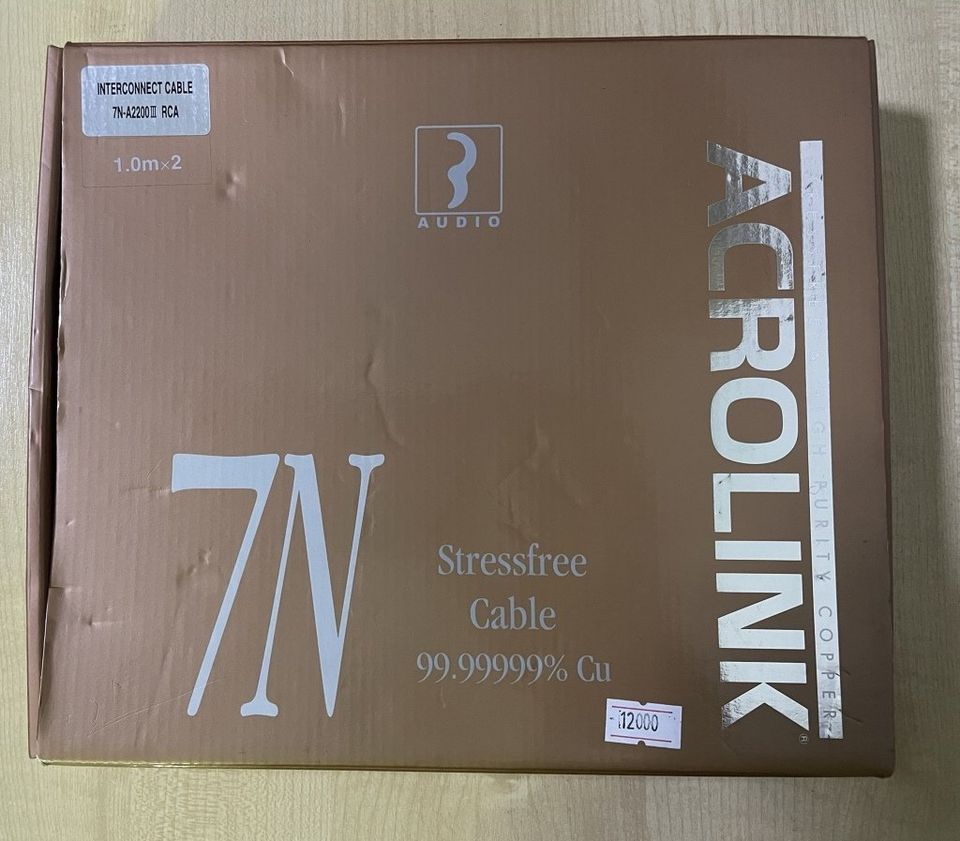 INTERCONNECT CABLE
7N-A2200III RCA
1.0m×2
AUDIO
ACROLINK®
GH PURITY COPPER
7N
Stressfree
Cable
99.99999% Cu
12000